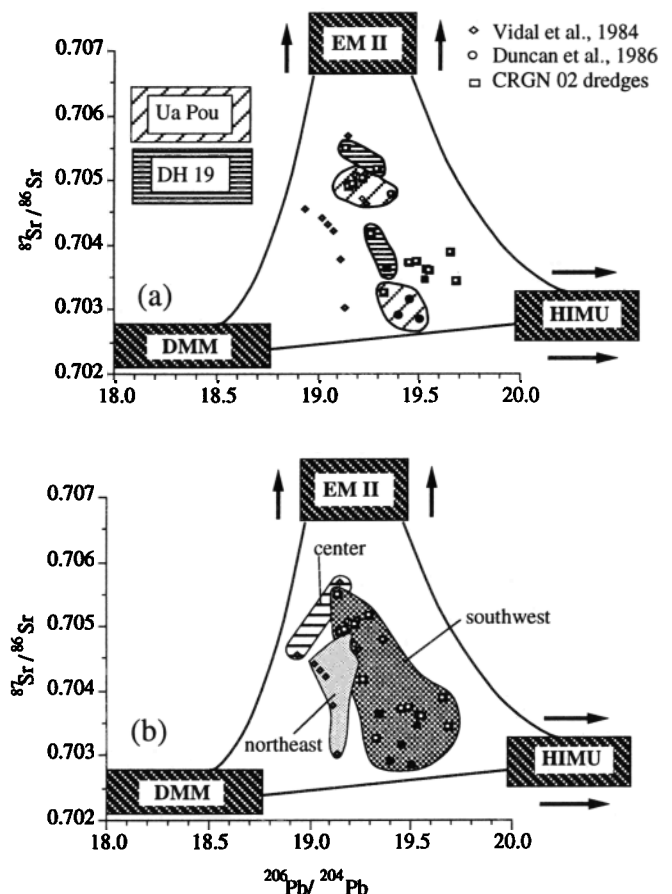 EM II
Vidal et al., 1984
Duncan et al., 1986
CRGN 02 dredges
Ua Pou
DH 19
87Sr/86Sr
0.707
0.706
0.705
0.704
0.703
0.702
(a)
DMM
HIMU
18.0 18.5 19.0 19.5 20.0
EM II
center
southwest
northeast
87Sr/86Sr
0.707
0.706
0.705
0.704
0.703
0.702
(b)
DMM
HIMU
18.0 18.5 19.0 19.5 20.0
206Pb/ 204Pb